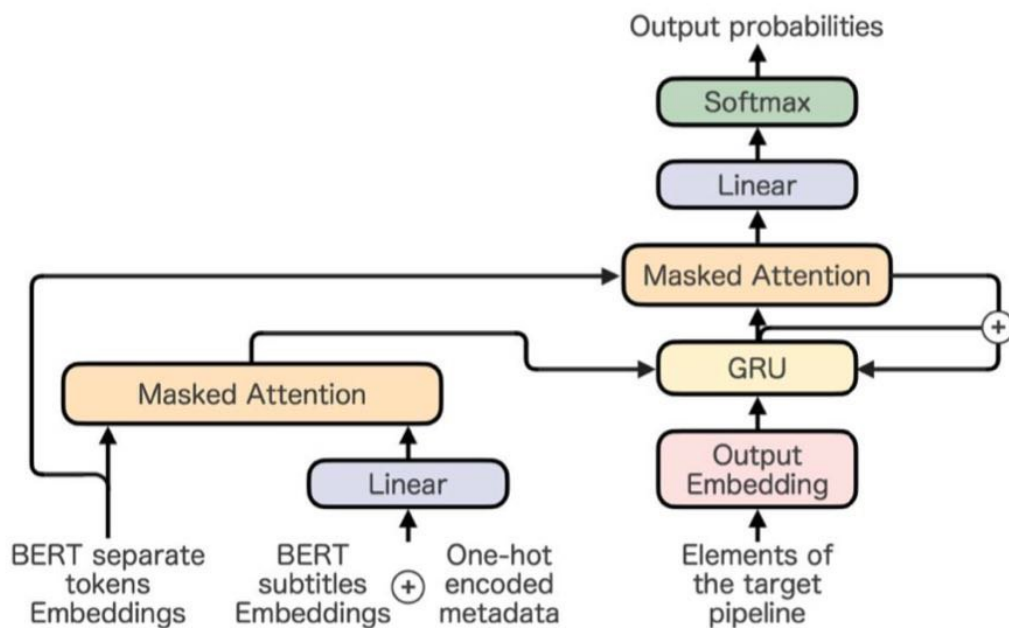 Output probabilities
Softmax
Linear
Masked Attention
+
GRU
Masked Attention
Output
Embedding
Linear
BERT separate
tokens
Embeddings
BERT
subtitles
Embeddings
+
One-hot
encoded
metadata
Elements of
the target
pipeline